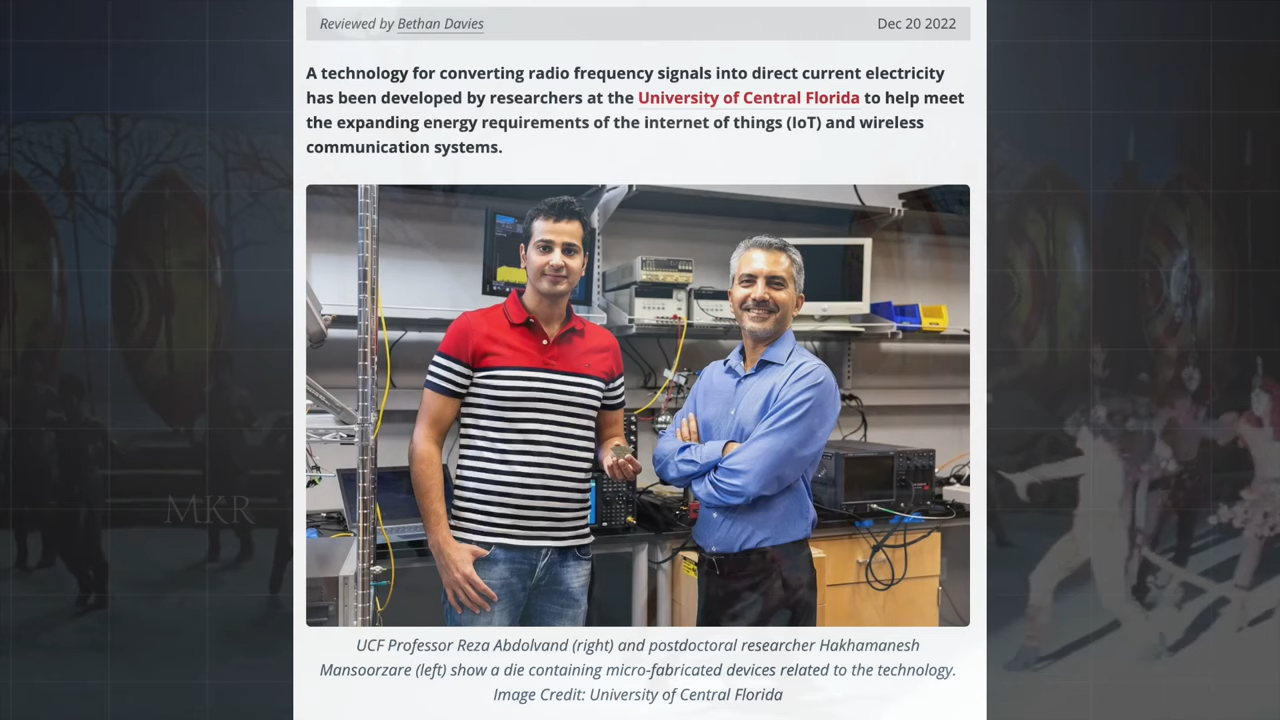 Reviewed by Bethan Davies
Dec 20 2022
A technology for converting radio frequency signals into direct current electricity
has been developed by researchers at the University of Central Florida to help meet
the expanding energy requirements of the internet of things (IoT) and wireless
communication systems.
MKR
UCF Professor Reza Abdolvand (right) and postdoctoral researcher Hakhamanesh
Mansoorzare (left) show a die containing micro-fabricated devices related to the technology.
Image Credit: University of Central Florida